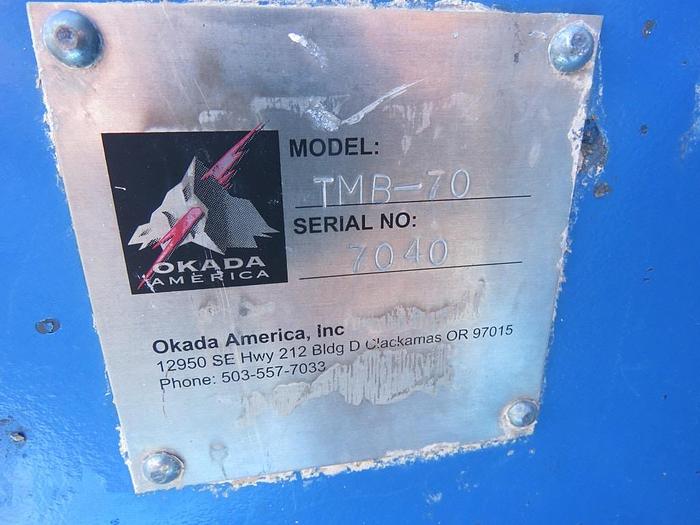 MODEL:
TMB-70
SERIAL NO:
7040
OKADA
AMERICA
Okada America, Inc
12950 SE Hwy 212 Bldg D Clackamas OR 97015
Phone: 503-557-7033